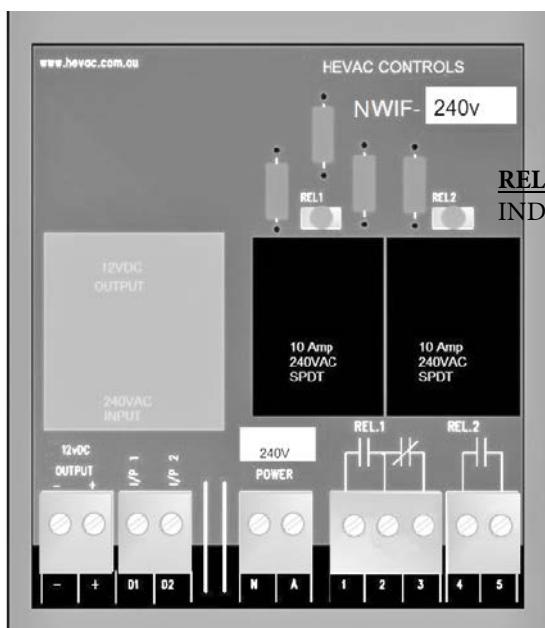 www.hevac.com.au
HEVAC CONTROLS
NWIF- 240v
REL
IND
REL1
REL2
12VDC
OUTPUT
10 Amp
240VAC
SPDT
10 Amp
240VAC
SPDT
240VAC
INPUT
REL.1
REL.2
12vDC
OUTPUT
- +
I/P 1
I/P 2
240V
POWER
- + D1 D2 N A 1 2 3 4 5